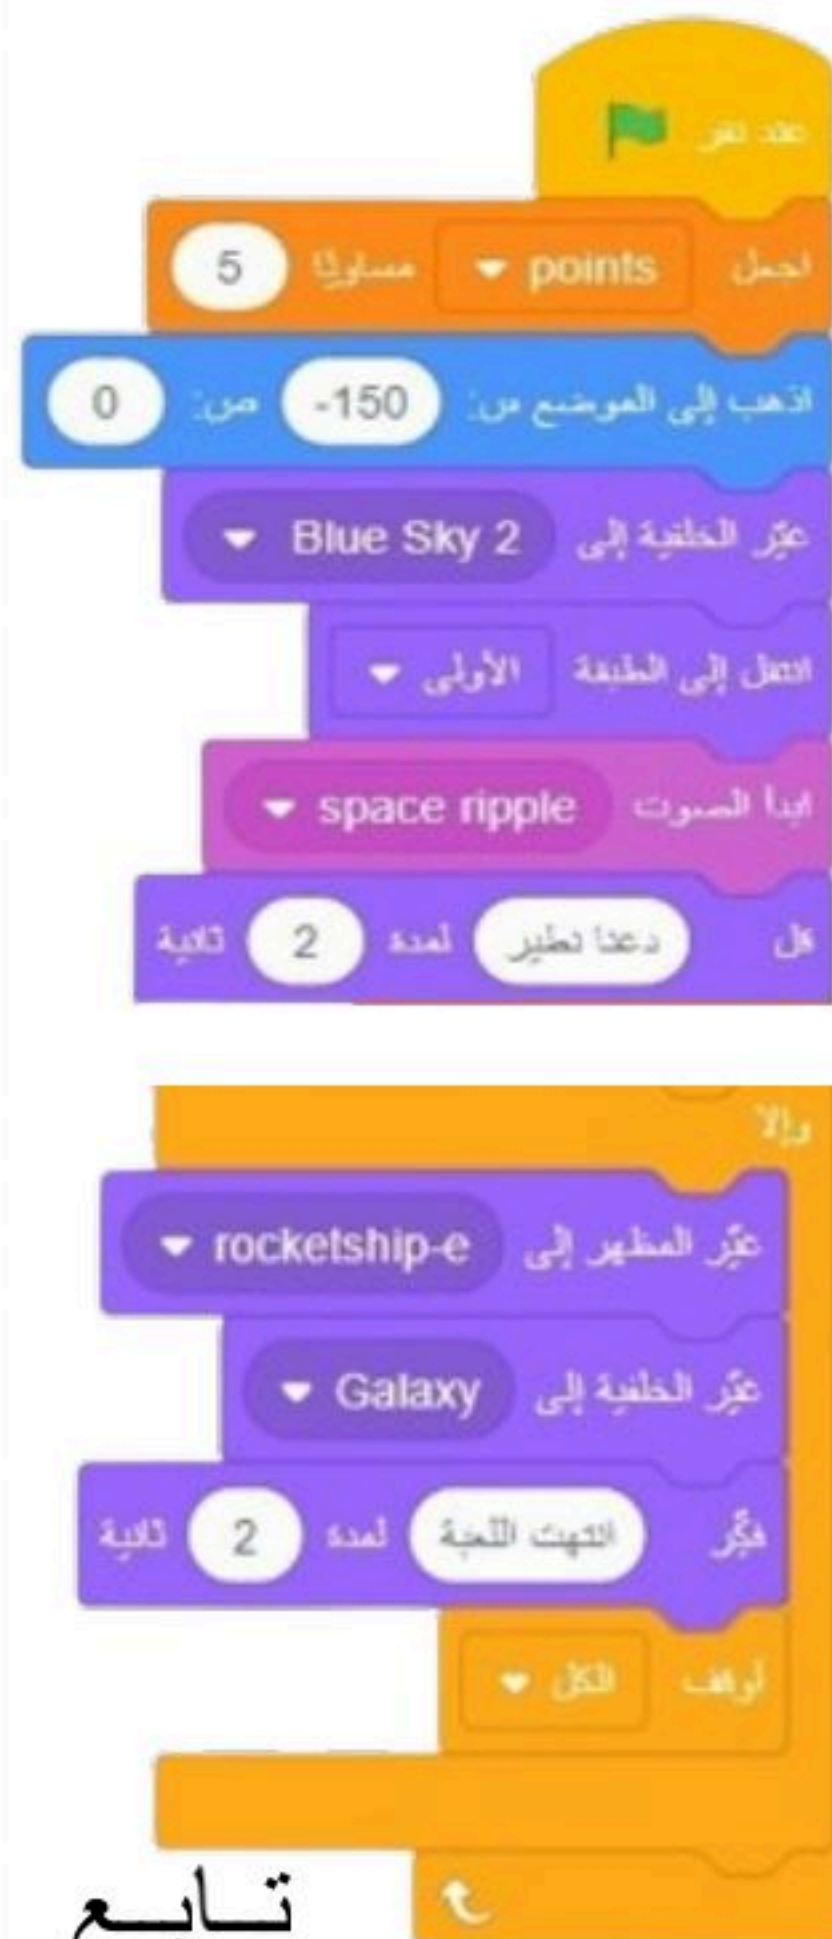 عند نقر
اجعل points مساويًا 5
اذهب إلى الموضع س: -150 ص: 0
غيّر الخلفية إلى Blue Sky 2
انتقل إلى الطبقة الأولى
ابدأ الصوت space ripple
قل دعنا نطير لمدة 2 ثانية
وإلا
غيّر المظهر إلى rocketship-e
غيّر الخلفية إلى Galaxy
فكّر انتهت اللعبة لمدة 2 ثانية
أوقف الكل
تابع